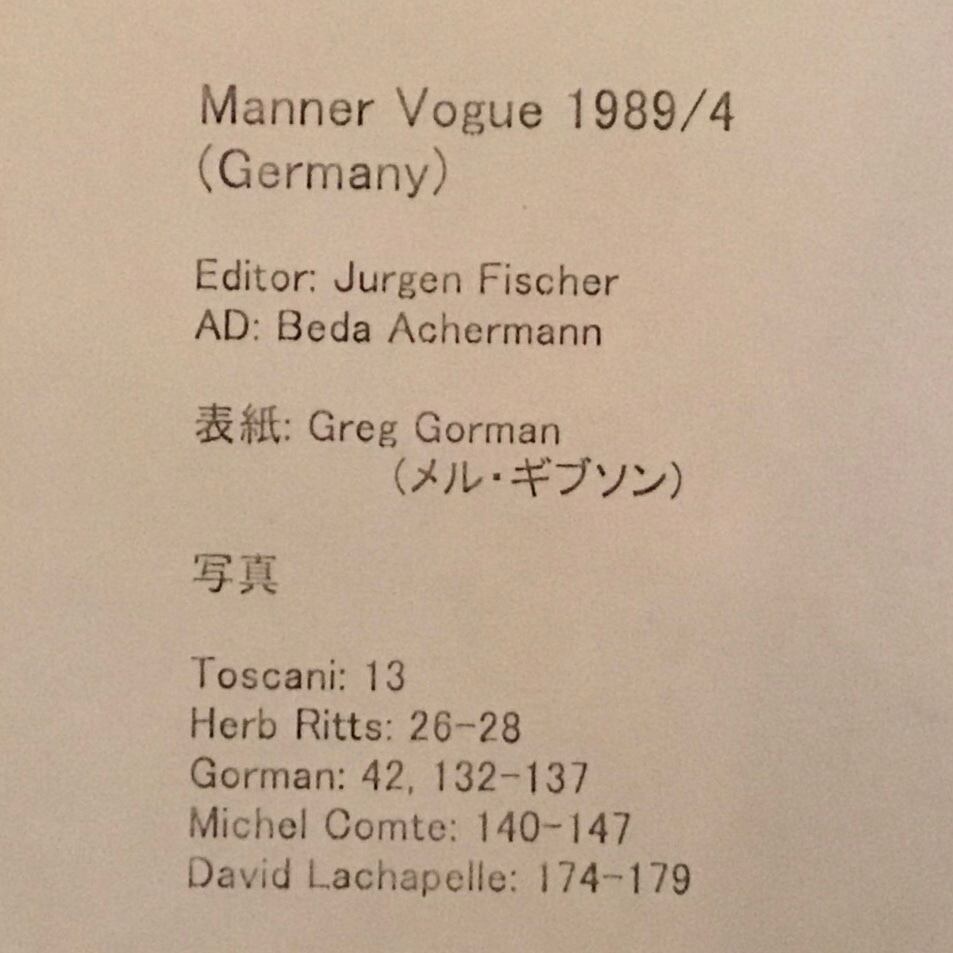 Manner Vogue 1989/4
(Germany)
Editor: Jurgen Fischer
AD: Beda Achermann
表紙: Greg Gorman
(メル・ギブソン)
写真
Toscani: 13
Herb Ritts: 26-28
Gorman: 42, 132-137
Michel Comte: 140-147
David Lachapelle: 174-179